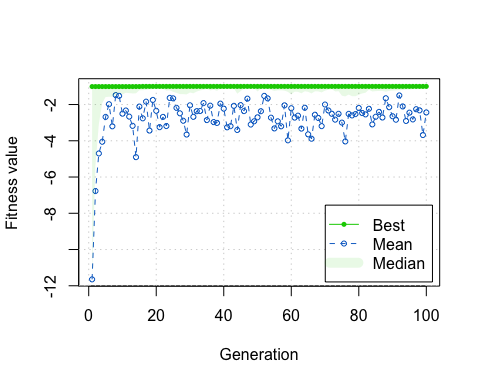 Fitness value
-2
-4
-6
-8
-12
0
20
40
60
80
100
Generation
Best
Mean
Median